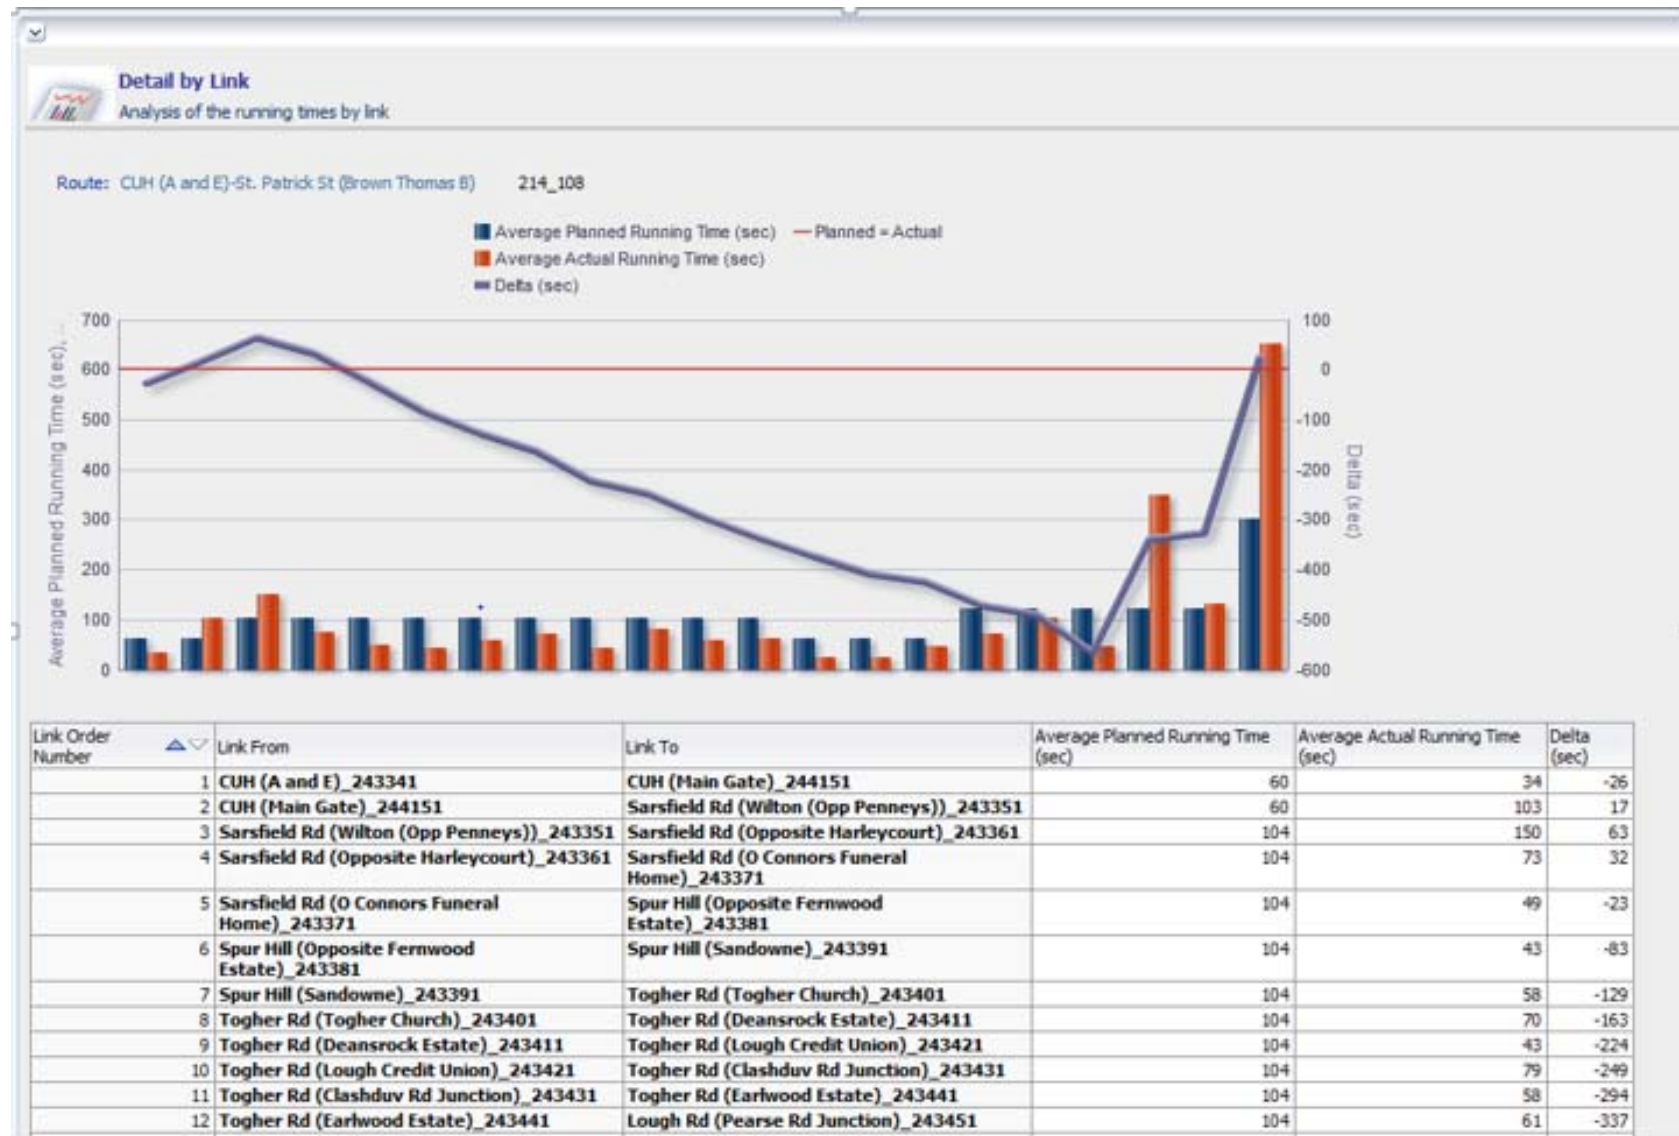 Detail by Link
Analysis of the running times by link
Route: CUH (A and E)-St. Patrick St (Brown Thomas B) 214_108
Average Planned Running Time (sec) Planned = Actual
Average Actual Running Time (sec)
Delta (sec)
Average Planned Running Time (sec), ...
700
600
500
400
300
200
100
0
100
0
-100
-200
-300
-400
-500
-600
Delta (sec)
Link Order Number Link From Link To Average Planned Running Time (sec) Average Actual Running Time (sec) Delta (sec)
1 CUH (A and E)_243341 CUH (Main Gate)_244151 60 34 -26
2 CUH (Main Gate)_244151 Sarsfield Rd (Wilton (Opp Penneys))_243351 60 103 17
3 Sarsfield Rd (Wilton (Opp Penneys))_243351 Sarsfield Rd (Opposite Harleycourt)_243361 104 150 63
4 Sarsfield Rd (Opposite Harleycourt)_243361 Sarsfield Rd (O Connors Funeral Home)_243371 104 73 32
5 Sarsfield Rd (O Connors Funeral Home)_243371 Spur Hill (Opposite Fernwood Estate)_243381 104 49 -23
6 Spur Hill (Opposite Fernwood Estate)_243381 Spur Hill (Sandowne)_243391 104 43 -83
7 Spur Hill (Sandowne)_243391 Togher Rd (Togher Church)_243401 104 58 -129
8 Togher Rd (Togher Church)_243401 Togher Rd (Deansrock Estate)_243411 104 70 -163
9 Togher Rd (Deansrock Estate)_243411 Togher Rd (Lough Credit Union)_243421 104 43 -224
10 Togher Rd (Lough Credit Union)_243421 Togher Rd (Clashduv Rd Junction)_243431 104 79 -249
11 Togher Rd (Clashduv Rd Junction)_243431 Togher Rd (Earlwood Estate)_243441 104 58 -294
12 Togher Rd (Earlwood Estate)_243441 Lough Rd (Pearse Rd Junction)_243451 104 61 -337